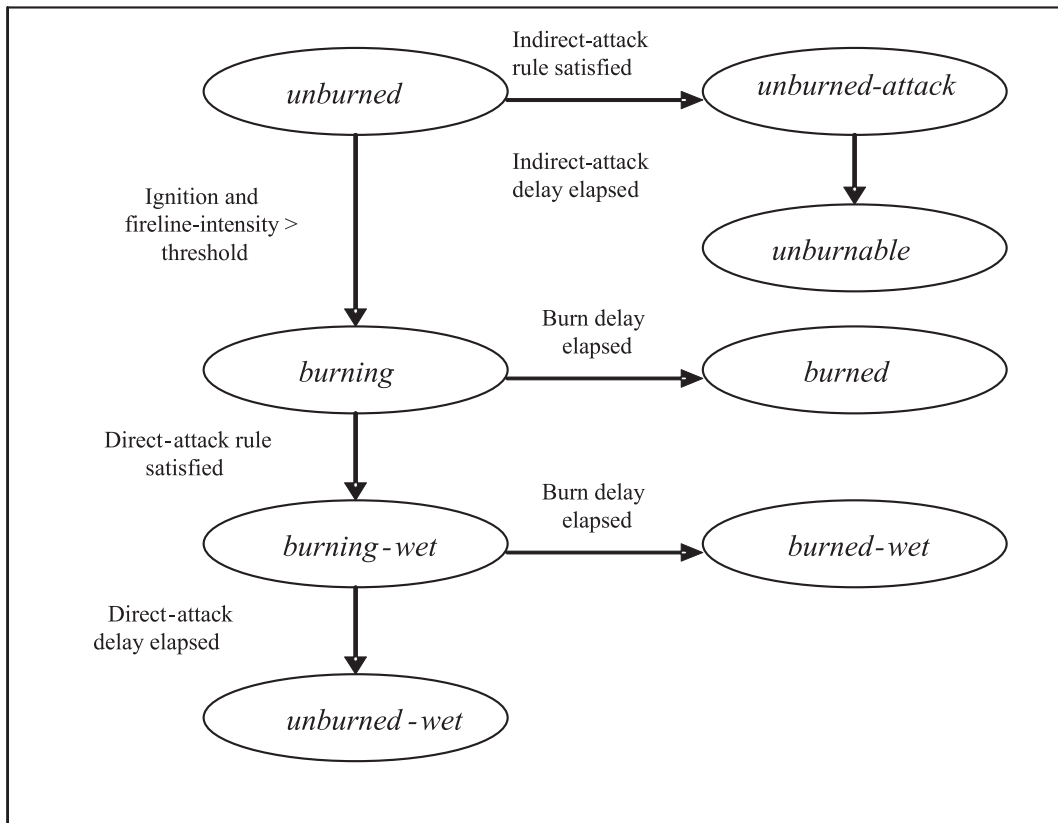 Indirect-attack
rule satisfied
unburned
unburned-attack
Indirect-attack
delay elapsed
Ignition and
fireline-intensity >
threshold
unburnable
Burn delay
elapsed
burning
burned
Direct-attack rule
satisfied
Burn delay
elapsed
burning-wet
burned-wet
Direct-attack
delay elapsed
unburned-wet